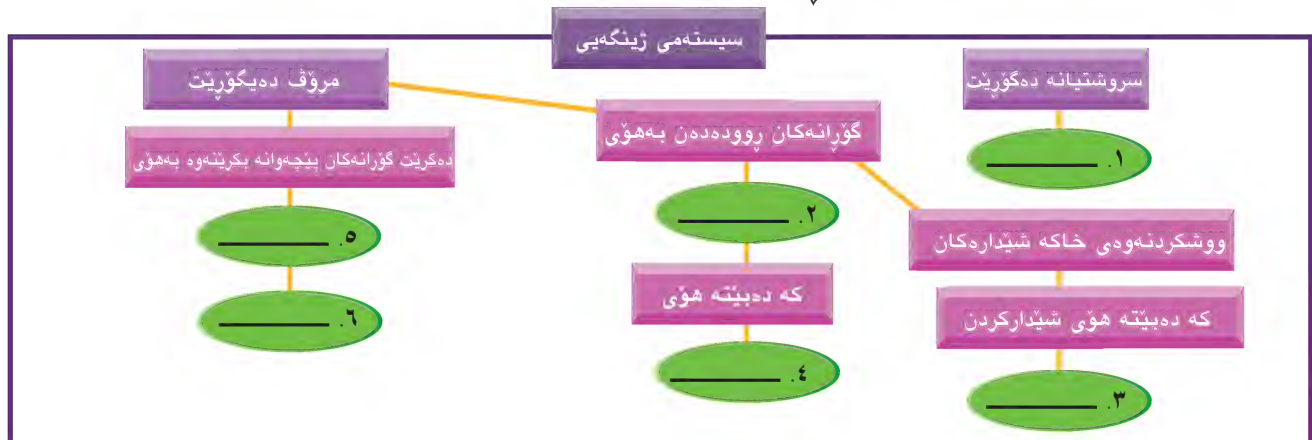 سیستەمی ژینگەیی
سروشتیانە دەگۆڕێت
١. ________
مرۆڤ دەیگۆڕێت
گۆڕانەکان ڕوودەدەن بەهۆی
٢. ________
کە دەبێتە هۆی
٤. ________
ووشکردنەوەی خاکە شێدارەکان
کە دەبێتە هۆی شێدارکردن
٣. ________
دەکرێت گۆڕانەکان پێچەوانە بکرێنەوە بەهۆی
٥. ________
٦. ________